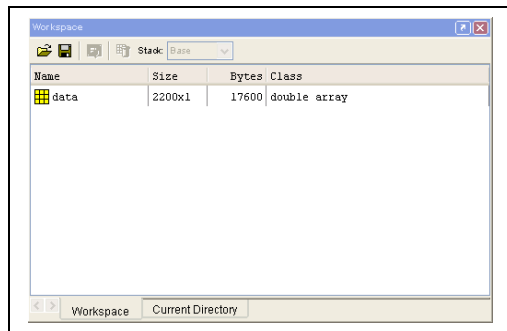 Workspace
Stack: Base
Name Size Bytes Class
data 2200x1 17600 double array
Workspace Current Directory